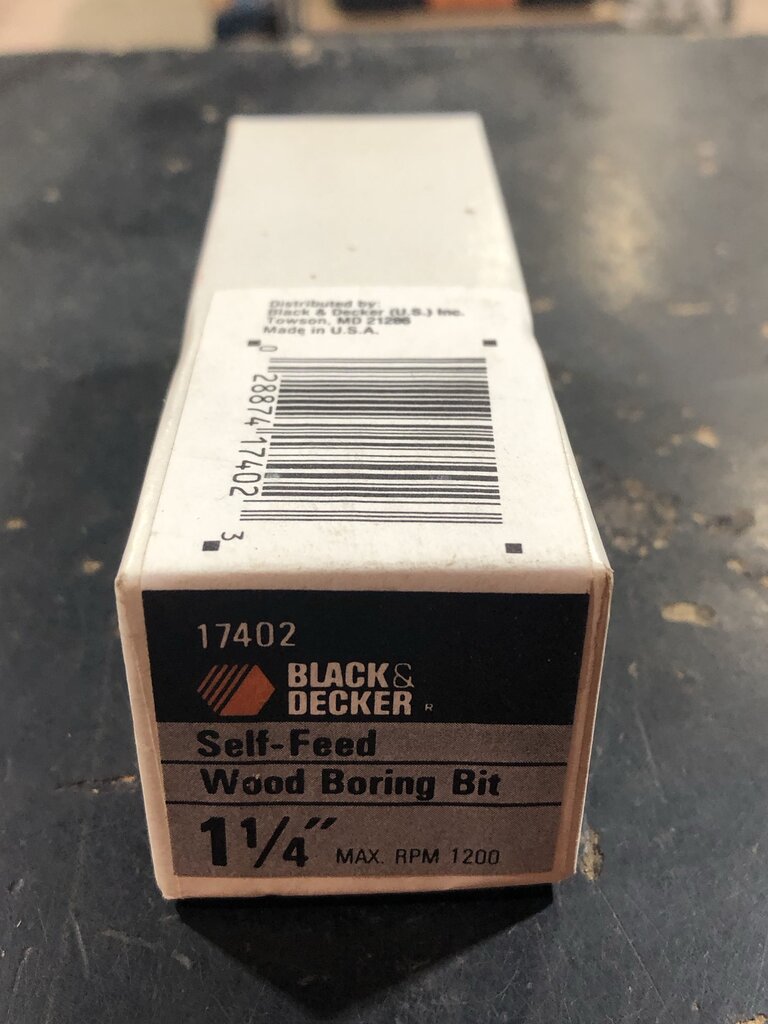 Distributed by:
Black & Decker (U.S.) Inc.
Towson, MD 21286
Made in U.S.A.
0 28874 17402 3
17402
BLACK&
DECKER®
Self-Feed
Wood Boring Bit
1 1/4" MAX. RPM 1200